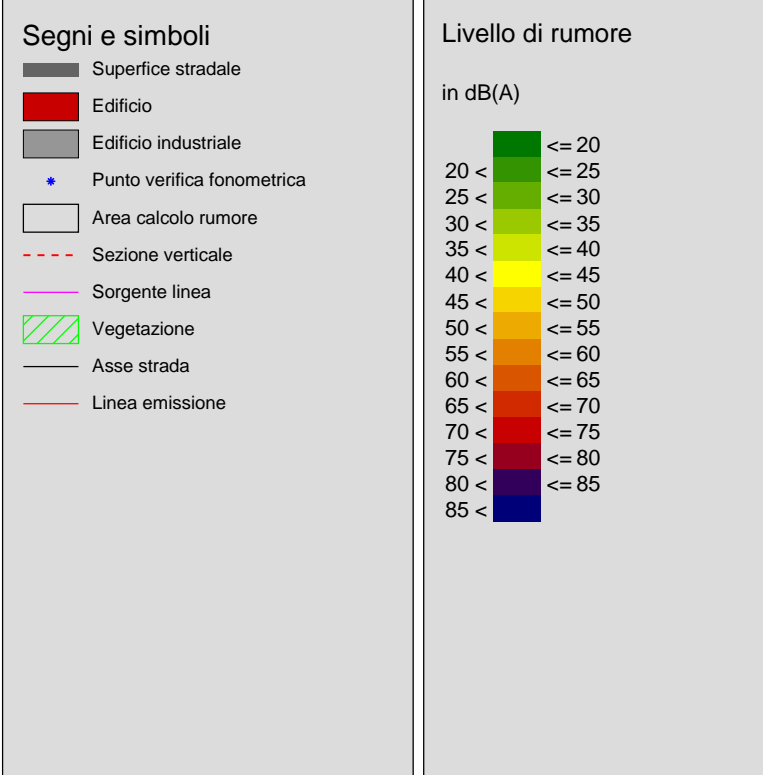 Segni e simboli
Superfice stradale
Edificio
Edificio industriale
Punto verifica fonometrica
Area calcolo rumore
Sezione verticale
Sorgente linea
Vegetazione
Asse strada
Linea emissione
Livello di rumore
in dB(A)
<= 20
20 < <= 25
25 < <= 30
30 < <= 35
35 < <= 40
40 < <= 45
45 < <= 50
50 < <= 55
55 < <= 60
60 < <= 65
65 < <= 70
70 < <= 75
75 < <= 80
80 < <= 85
85 <